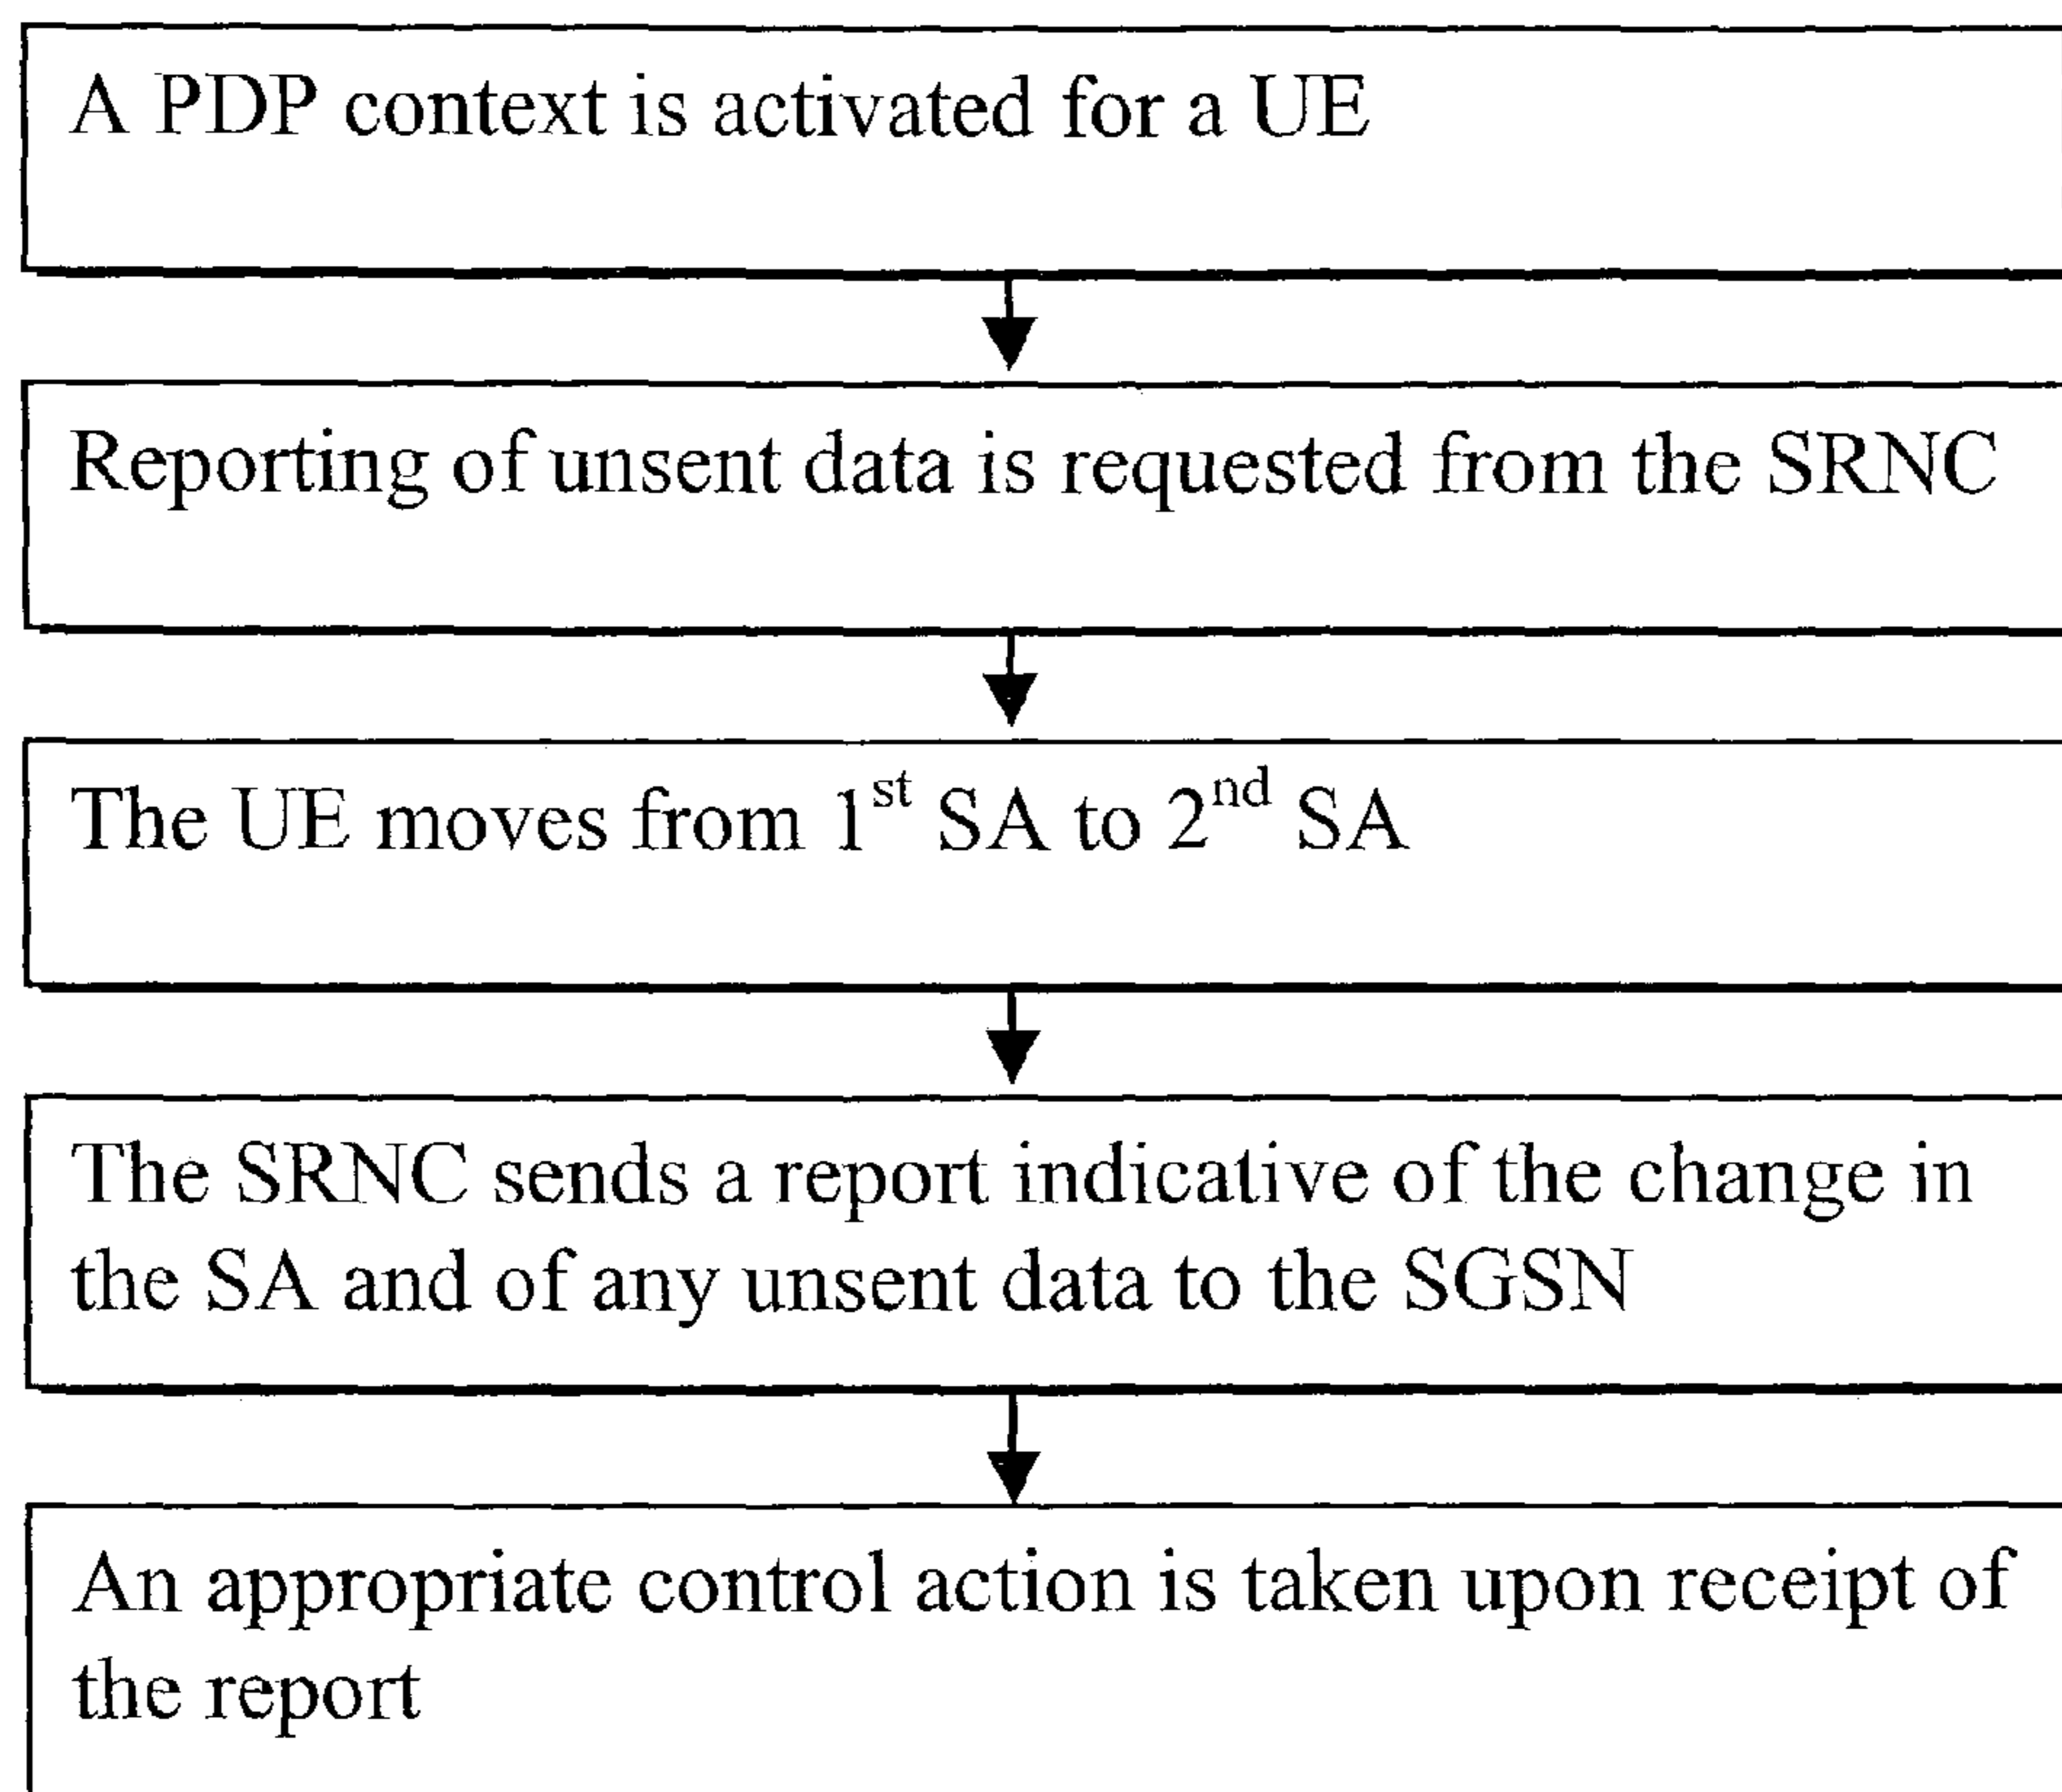 A PDP context is activated for a UE
Reporting of unsent data is requested from the SRNC
The UE moves from 1st SA to 2nd SA
The SRNC sends a report indicative of the change in
the SA and of any unsent data to the SGSN
An appropriate control action is taken upon receipt of
the report